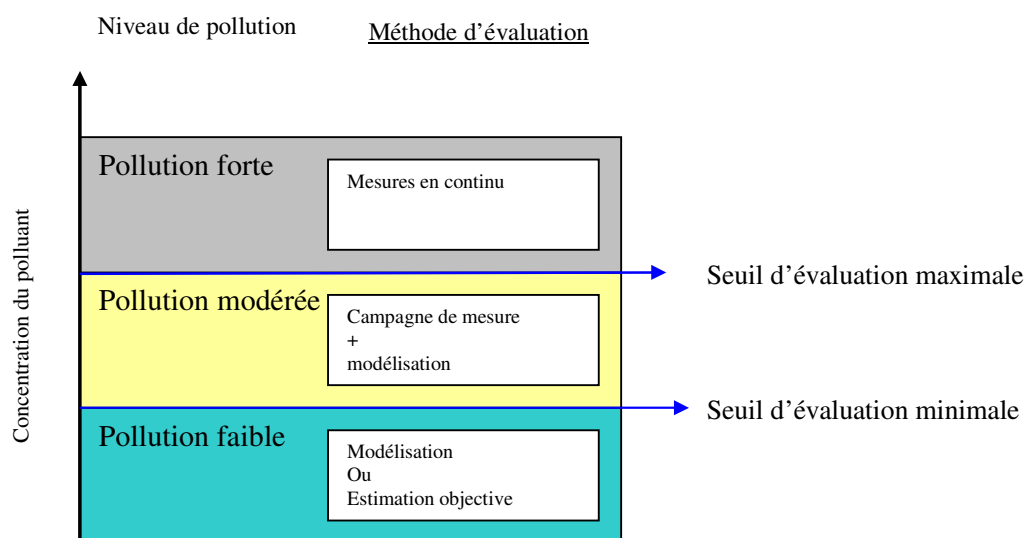 Niveau de pollution
Méthode d'évaluation
Concentration du polluant
Pollution forte
Mesures en continu
Seuil d'évaluation maximale
Pollution modérée
Campagne de mesure
+
modélisation
Seuil d'évaluation minimale
Pollution faible
Modélisation
Ou
Estimation objective